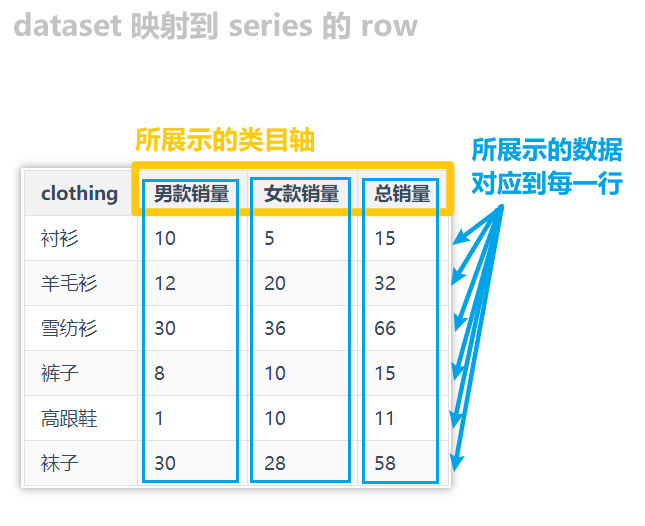 dataset 映射到 series 的 row
所展示的类目轴
所展示的数据
对应到每一行
clothing 男款销量 女款销量 总销量
衬衫 10 5 15
羊毛衫 12 20 32
雪纺衫 30 36 66
裤子 8 10 15
高跟鞋 1 10 11
袜子 30 28 58